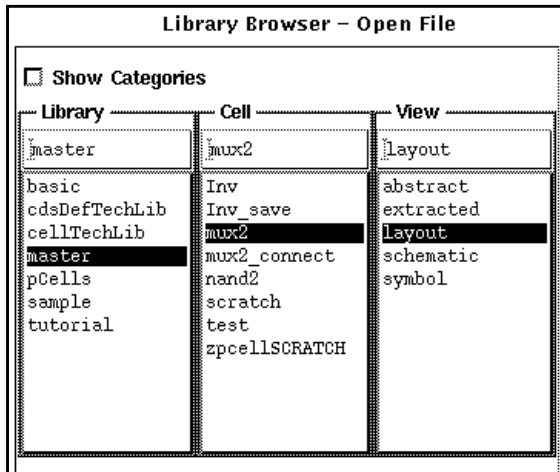 Library Browser – Open File
Show Categories
Library
master
basic
cdsDefTechLib
cellTechLib
master
pCells
sample
tutorial
Cell
mux2
Inv
Inv_save
mux2
mux2_connect
nand2
scratch
test
zpcellSCRATCH
View
layout
abstract
extracted
layout
schematic
symbol